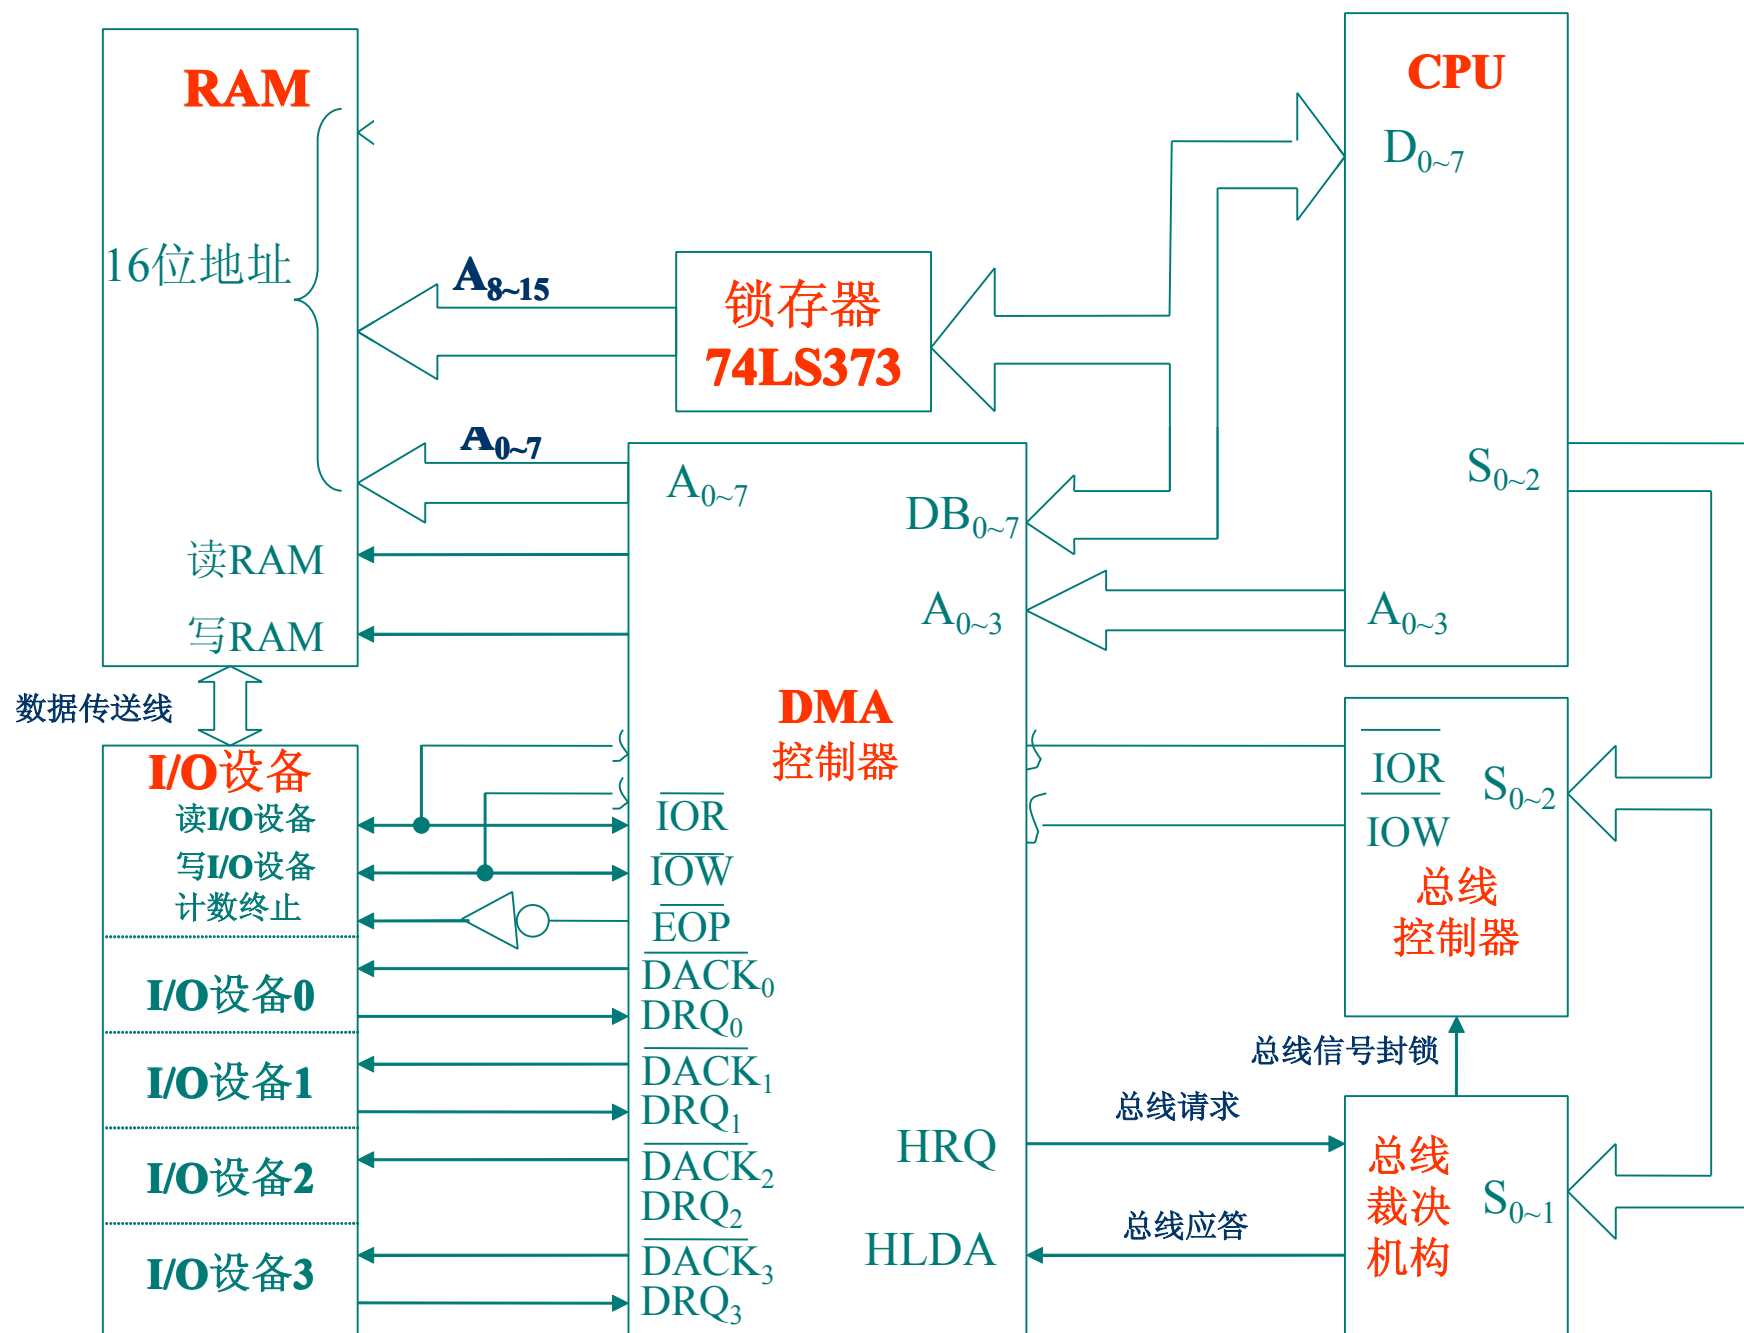 RAM
16位地址
读RAM
写RAM
A8~15
锁存器
74LS373
A0~7
CPU
D0~7
S0~2
A0~3
A0~7
DB0~7
A0~3
DMA
控制器
IOR
IOW
EOP
DACK0
DRQ0
DACK1
DRQ1
DACK2
DRQ2
DACK3
DRQ3
HRQ
HLDA
数据传送线
I/O设备
读I/O设备
写I/O设备
计数终止
I/O设备0
I/O设备1
I/O设备2
I/O设备3
IOR
IOW
S0~2
总线
控制器
总线信号封锁
总线请求
总线应答
总线
裁决
机构
S0~1